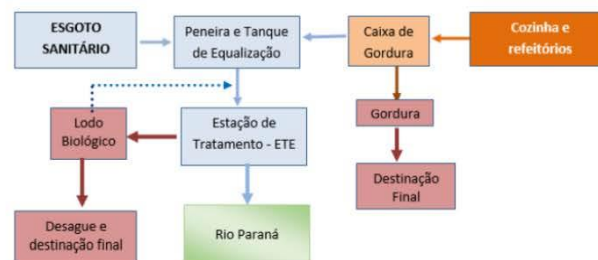 ESGOTO
SANITÁRIO
Peneira e Tanque
de Equalização
Caixa de
Gordura
Cozinha e
refeitórios
Lodo
Biológico
Estação de
Tratamento - ETE
Gordura
Destinação
Final
Desague e
destinação final
Rio Paraná